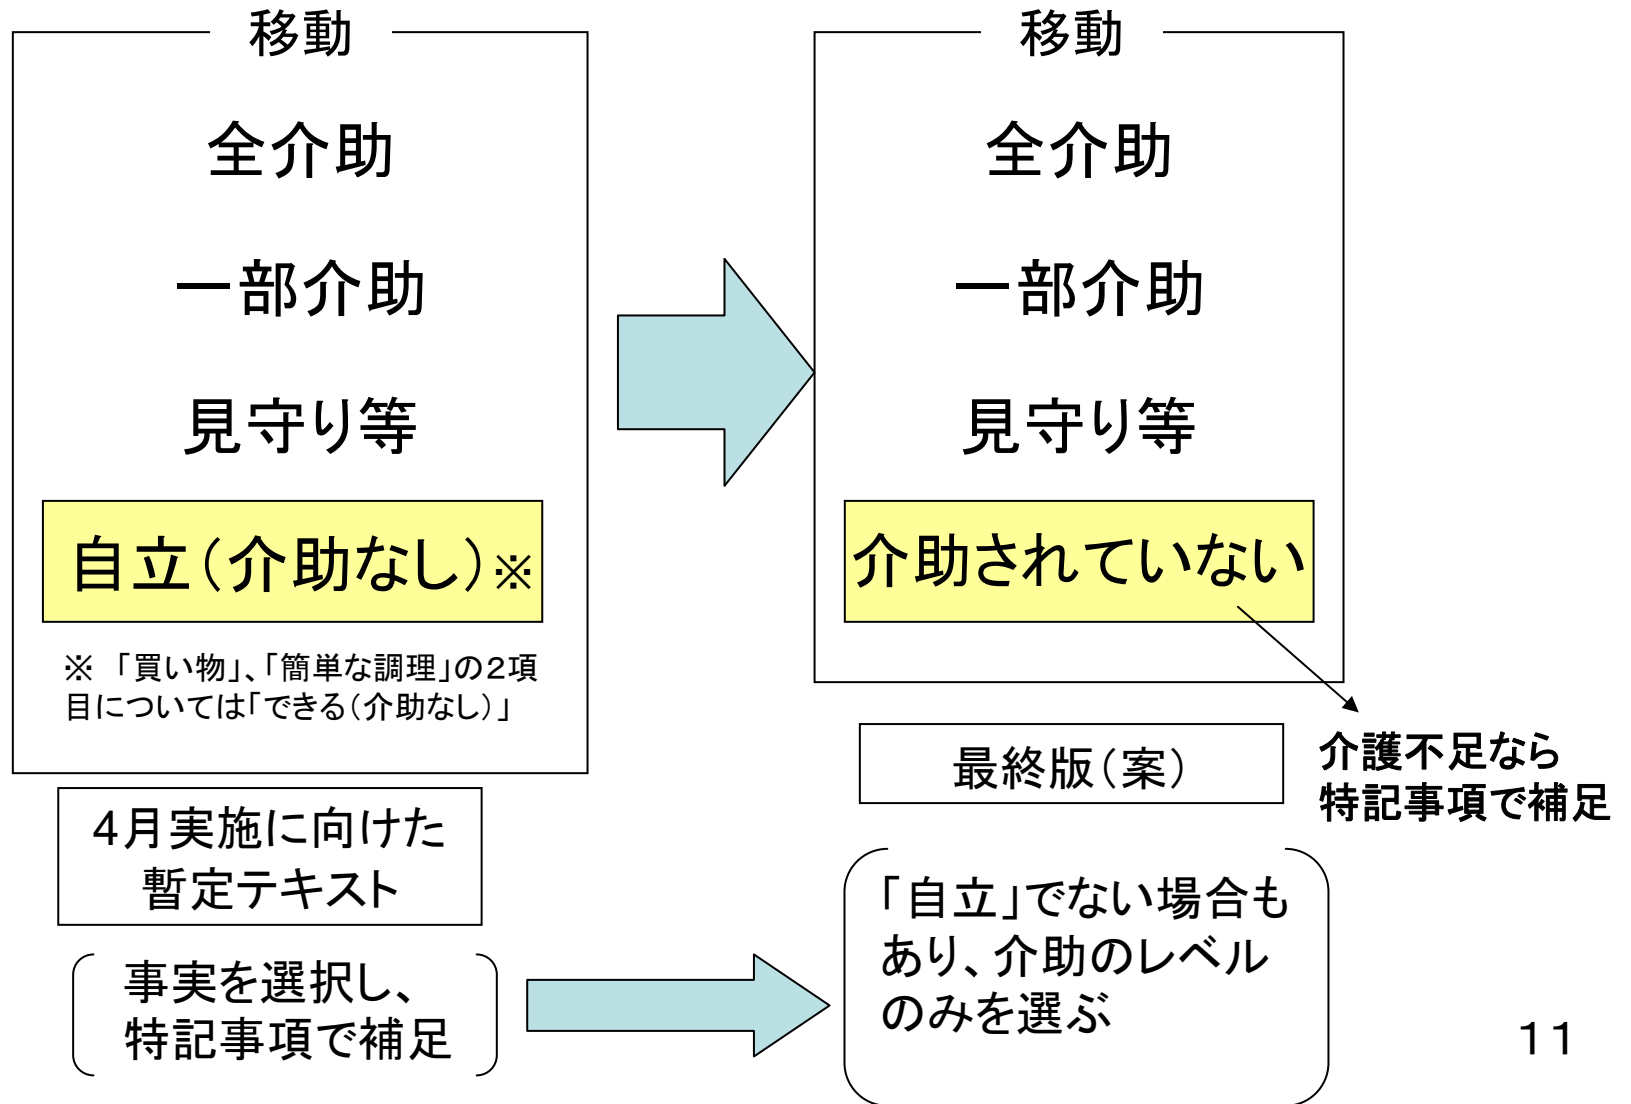 移動
全介助
一部介助
見守り等
自立（介助なし）※
※ 「買い物」、「簡単な調理」の２項
目については「できる（介助なし）」
4月実施に向けた
暫定テキスト
事実を選択し、
特記事項で補足
移動
全介助
一部介助
見守り等
介助されていない
介護不足なら
特記事項で補足
最終版（案）
「自立」でない場合も
あり、介助のレベル
のみを選ぶ
11